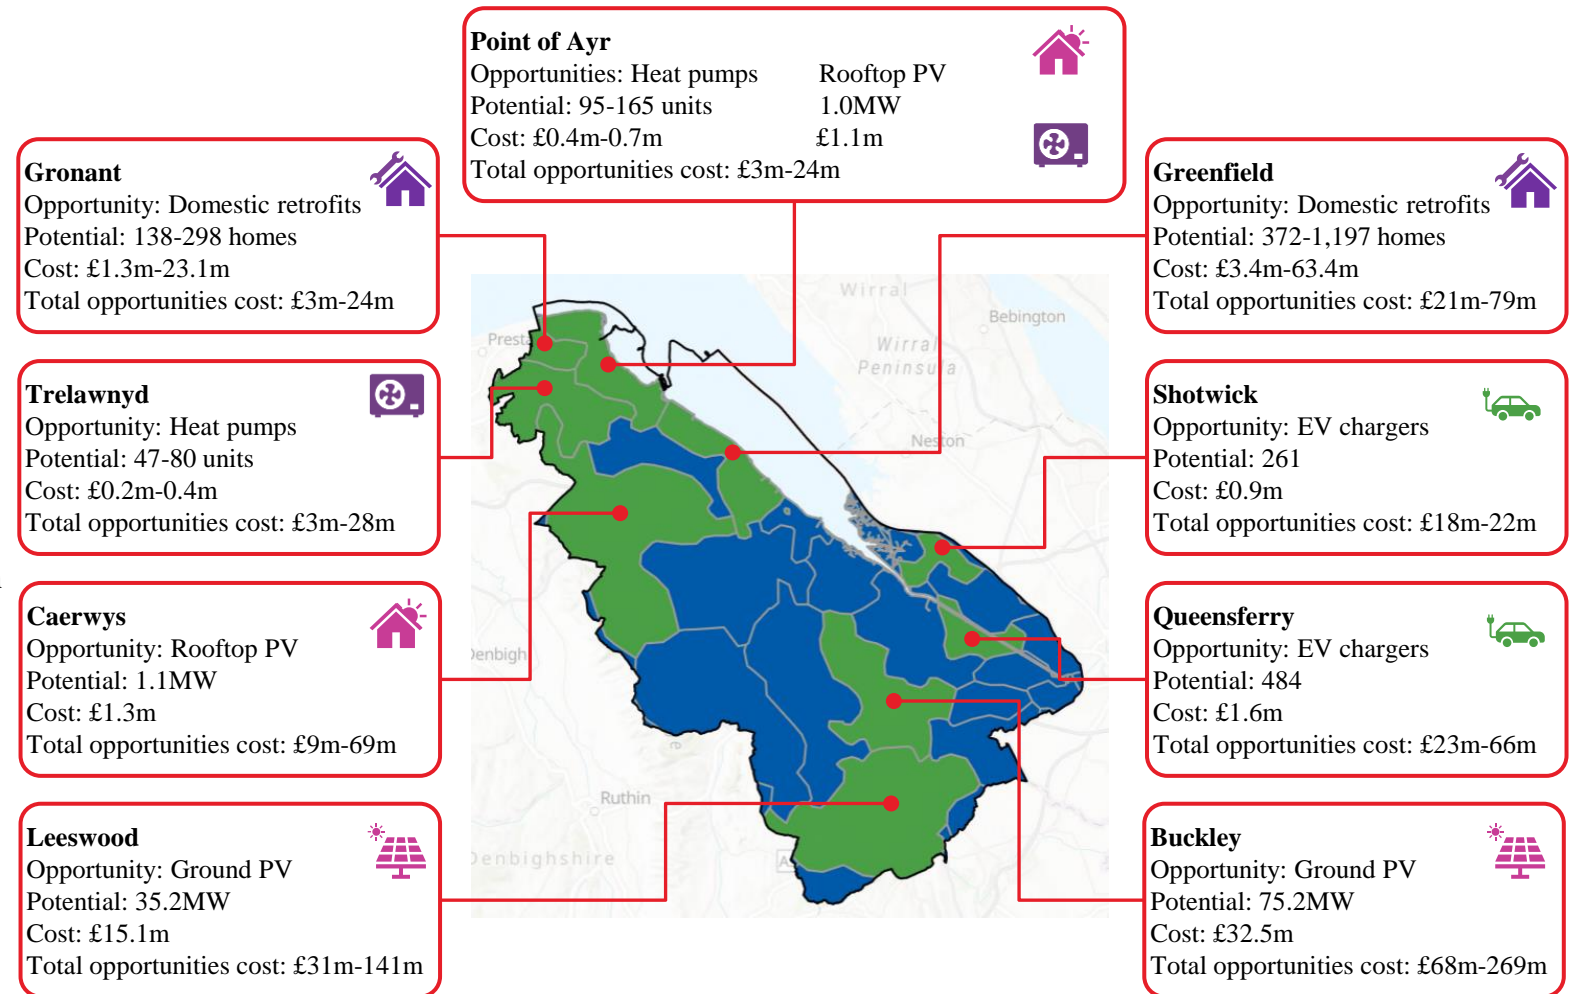 Point of Ayr
Opportunities: Heat pumps Rooftop PV
Potential: 95-165 units 1.0MW
Cost: £0.4m-0.7m £1.1m
Total opportunities cost: £3m-24m
Gronant
Opportunity: Domestic retrofits
Potential: 138-298 homes
Cost: £1.3m-23.1m
Total opportunities cost: £3m-24m
Greenfield
Opportunity: Domestic retrofits
Potential: 372-1,197 homes
Cost: £3.4m-63.4m
Total opportunities cost: £21m-79m
Trelawnyd
Opportunity: Heat pumps
Potential: 47-80 units
Cost: £0.2m-0.4m
Total opportunities cost: £3m-28m
Shotwick
Opportunity: EV chargers
Potential: 261
Cost: £0.9m
Total opportunities cost: £18m-22m
Caerwys
Opportunity: Rooftop PV
Potential: 1.1MW
Cost: £1.3m
Total opportunities cost: £9m-69m
Queensferry
Opportunity: EV chargers
Potential: 484
Cost: £1.6m
Total opportunities cost: £23m-66m
Leeswood
Opportunity: Ground PV
Potential: 35.2MW
Cost: £15.1m
Total opportunities cost: £31m-141m
Buckley
Opportunity: Ground PV
Potential: 75.2MW
Cost: £32.5m
Total opportunities cost: £68m-269m
Wirral
Bebington
Presta
Wirral
Peninsula
Neston
Denbigh
Ruthin
Denbighshire
A5